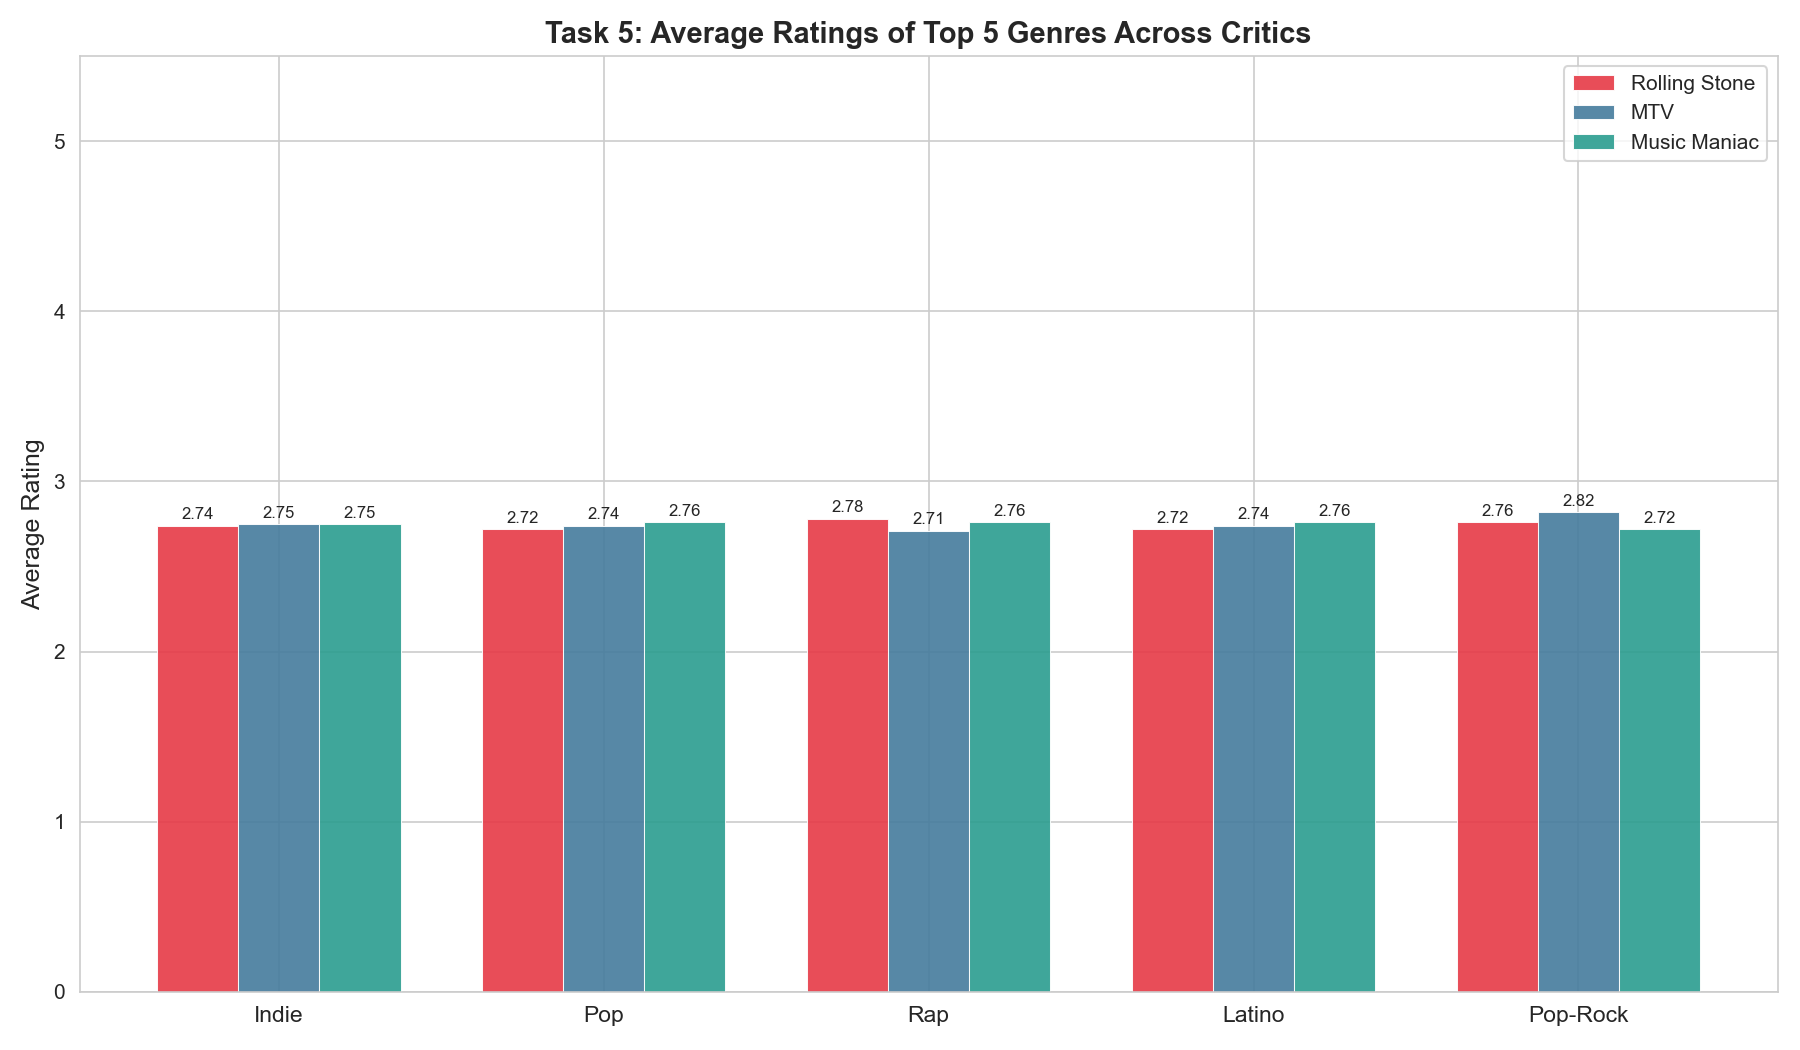 Task 5: Average Ratings of Top 5 Genres Across Critics
Rolling Stone
MTV
Music Maniac
Average Rating
5
4
3
2
1
0
2.74 2.75 2.75
2.72 2.74 2.76
2.78 2.71 2.76
2.72 2.74 2.76
2.76 2.82 2.72
Indie Pop Rap Latino Pop-Rock